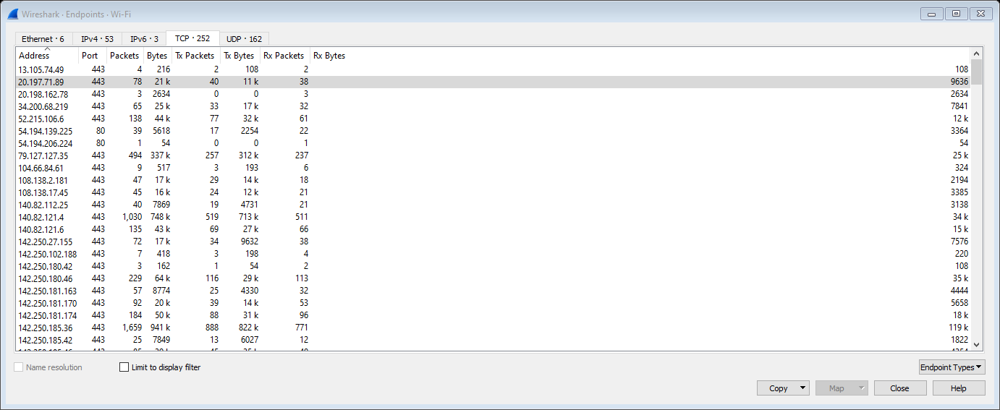 Wireshark · Endpoints · Wi-Fi
Ethernet · 6 IPv4 · 53 IPv6 · 3 TCP · 252 UDP · 162
Address Port Packets Bytes Tx Packets Tx Bytes Rx Packets Rx Bytes
13.105.74.49 443 4 216 2 108 2 108
20.197.71.89 443 78 21 k 40 11 k 38 9636
20.198.162.78 443 3 2634 0 0 3 2634
34.200.68.219 443 65 25 k 33 17 k 32 7841
52.215.106.6 443 138 44 k 77 32 k 61 12 k
54.194.139.225 80 39 5618 17 2254 22 3364
54.194.206.224 80 1 54 0 0 1 54
79.127.127.35 443 494 337 k 257 312 k 237 25 k
104.66.84.61 443 9 517 3 193 6 324
108.138.2.181 443 47 17 k 29 14 k 18 2194
108.138.17.45 443 45 16 k 24 12 k 21 3385
140.82.112.25 443 40 7869 19 4731 21 3138
140.82.121.4 443 1,030 748 k 519 713 k 511 34 k
140.82.121.6 443 135 43 k 69 27 k 66 15 k
142.250.27.155 443 72 17 k 34 9632 38 7576
142.250.102.188 443 7 418 3 198 4 220
142.250.180.42 443 3 162 1 54 2 108
142.250.180.46 443 229 64 k 116 29 k 113 35 k
142.250.181.163 443 57 8774 25 4330 32 4444
142.250.181.170 443 92 20 k 39 14 k 53 5658
142.250.181.174 443 184 50 k 88 31 k 96 18 k
142.250.185.36 443 1,659 941 k 888 822 k 771 119 k
142.250.185.42 443 25 7849 13 6027 12 1822
Name resolution Limit to display filter Endpoint Types
Copy Map Close Help